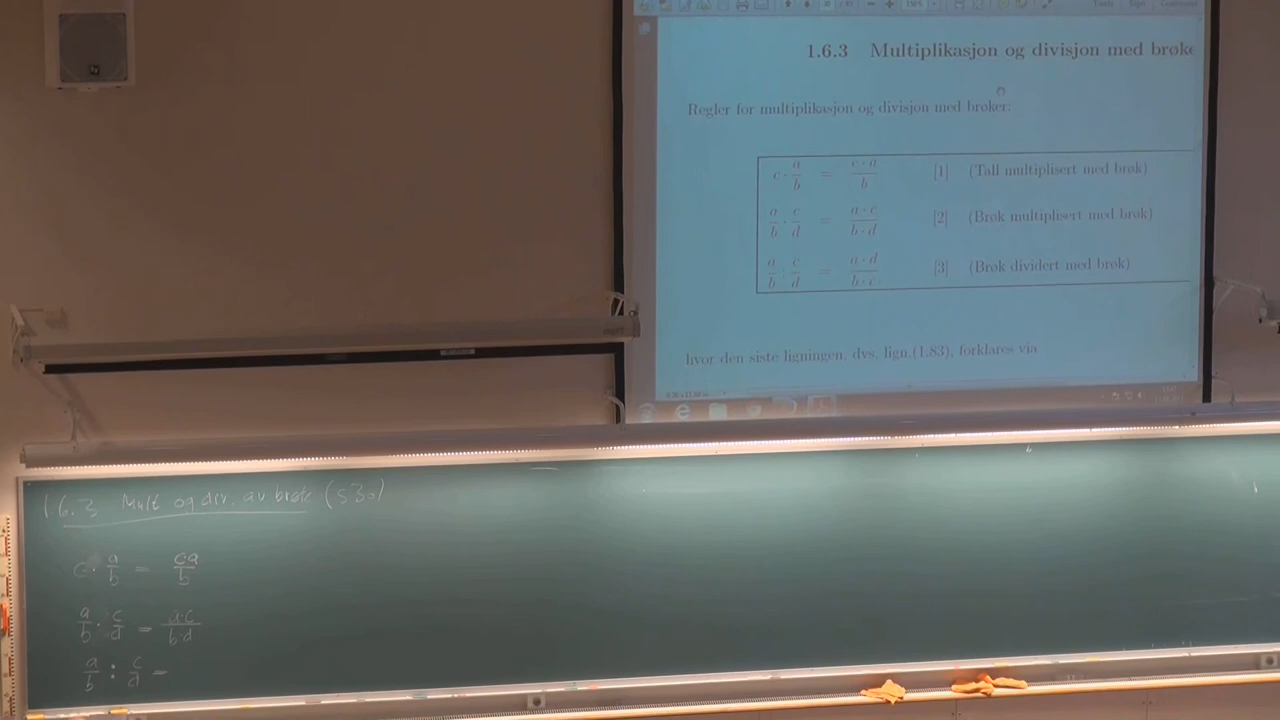 1.6.3 Multiplikasjon og divisjon med brøke
Regler for multiplikasjon og divisjon med brøker:
c · a/b = c · a/b [1] (Tall multiplisert med brøk)
a/b · c/d = a · c/b · d [2] (Brøk multiplisert med brøk)
a/b : c/d = a · d/b · c [3] (Brøk dividert med brøk)
hvor den siste ligningen, dvs. lign.(1.83), forklares via
1.6.3 Mult og div. av brøk (s30)
c · a/b = c·a/b
a/b · c/d = a·c/b·d
a/b : c/d =